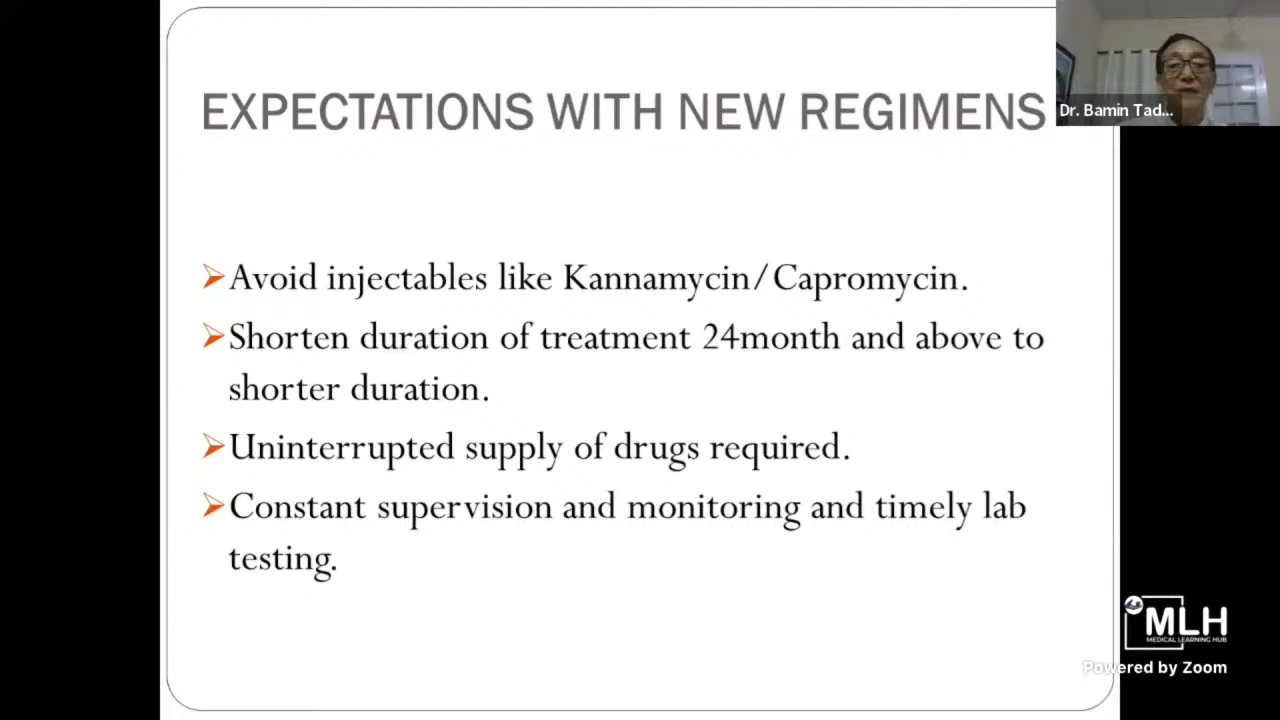 EXPECTATIONS WITH NEW REGIMENS
Dr. Bamin Tad...
Avoid injectables like Kannamycin/Capromycin.
Shorten duration of treatment 24month and above to
shorter duration.
Uninterrupted supply of drugs required.
Constant supervision and monitoring and timely lab
testing.
MLH
MEDICAL LEARNING HUB
Powered by Zoom